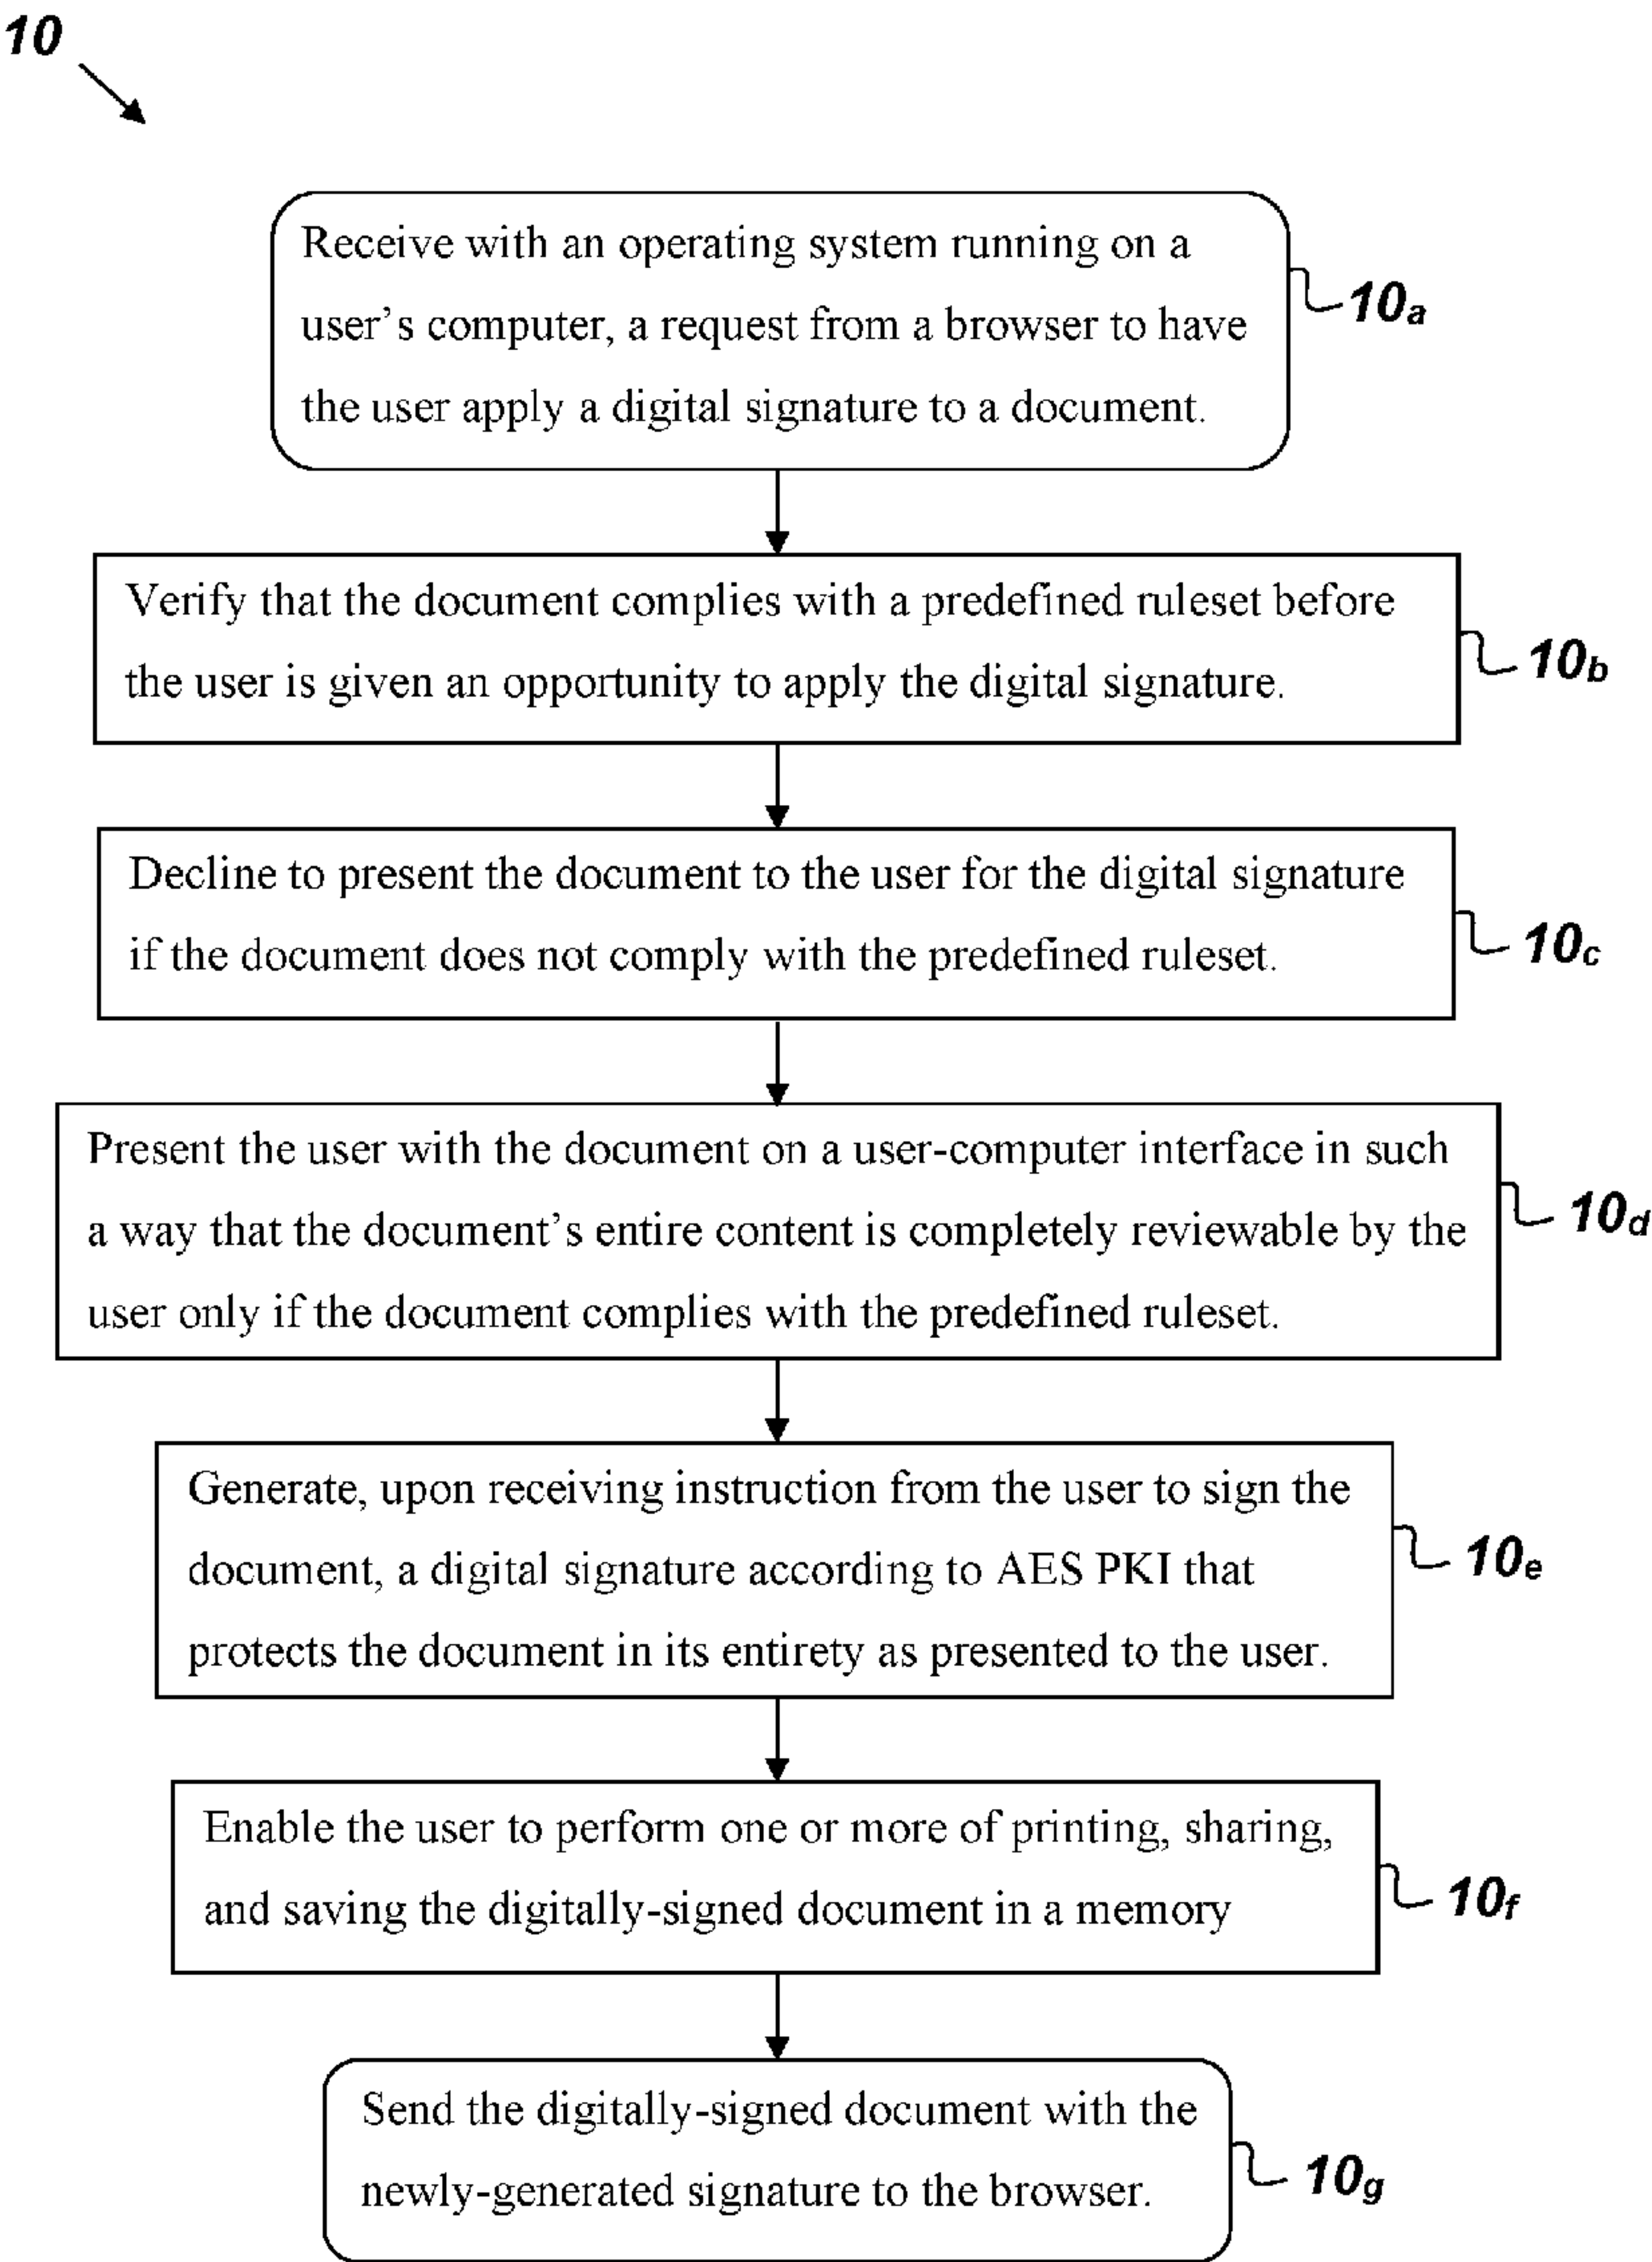 10
Receive with an operating system running on a
user’s computer, a request from a browser to have
the user apply a digital signature to a document.
10a
Verify that the document complies with a predefined ruleset before
the user is given an opportunity to apply the digital signature.
10b
Decline to present the document to the user for the digital signature
if the document does not comply with the predefined ruleset.
10c
Present the user with the document on a user-computer interface in such
a way that the document’s entire content is completely reviewable by the
user only if the document complies with the predefined ruleset.
10d
Generate, upon receiving instruction from the user to sign the
document, a digital signature according to AES PKI that
protects the document in its entirety as presented to the user.
10e
Enable the user to perform one or more of printing, sharing,
and saving the digitally-signed document in a memory
10f
Send the digitally-signed document with the
newly-generated signature to the browser.
10g